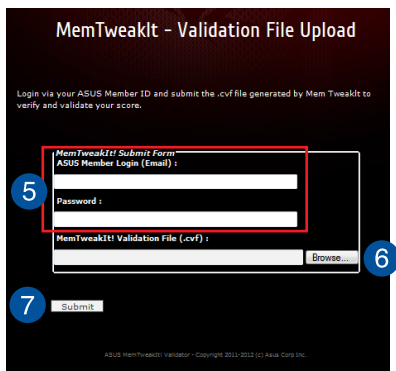 MemTweakIt - Validation File Upload
Login via your ASUS Member ID and submit the .cvf file generated by Mem TweakIt to
verify and validate your score.
MemTweakIt! Submit Form
ASUS Member Login (Email) :
5
Password :
MemTweakIt! Validation File (.cvf) :
Browse...
6
7
Submit
ASUS MemTweakIt! Validator - Copyright 2011-2012 (c) Asus Corp Inc.